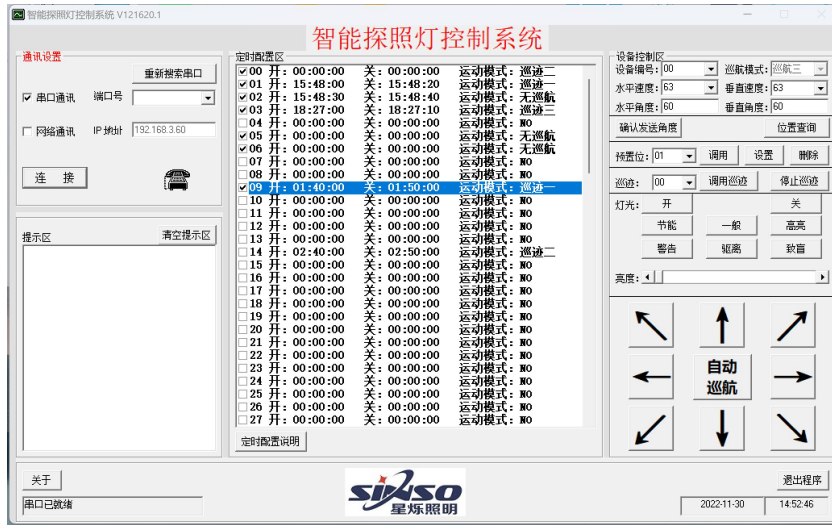 智能探照灯控制系统 V121620.1
智能探照灯控制系统
通讯设置
重新搜索串口
串口通讯 端口号
网络通讯 IP 地址 192.168.3.60
连 接
提示区
清空提示区
定时配置区
00 开: 00:00:00 关: 00:00:00 运动模式: 巡迹二
01 开: 15:48:00 关: 15:48:20 运动模式: 巡迹一
02 开: 15:48:30 关: 15:48:40 运动模式: 无巡航
03 开: 18:27:00 关: 18:27:10 运动模式: 巡迹三
04 开: 00:00:00 关: 00:00:00 运动模式: NO
05 开: 00:00:00 关: 00:00:00 运动模式: 无巡航
06 开: 00:00:00 关: 00:00:00 运动模式: 无巡航
07 开: 00:00:00 关: 00:00:00 运动模式: NO
08 开: 00:00:00 关: 00:00:00 运动模式: NO
09 开: 01:40:00 关: 01:50:00 运动模式: 巡迹一
10 开: 00:00:00 关: 00:00:00 运动模式: NO
11 开: 00:00:00 关: 00:00:00 运动模式: NO
12 开: 00:00:00 关: 00:00:00 运动模式: NO
13 开: 00:00:00 关: 00:00:00 运动模式: NO
14 开: 02:40:00 关: 02:50:00 运动模式: 巡迹二
15 开: 00:00:00 关: 00:00:00 运动模式: NO
16 开: 00:00:00 关: 00:00:00 运动模式: NO
17 开: 00:00:00 关: 00:00:00 运动模式: NO
18 开: 00:00:00 关: 00:00:00 运动模式: NO
19 开: 00:00:00 关: 00:00:00 运动模式: NO
20 开: 00:00:00 关: 00:00:00 运动模式: NO
21 开: 00:00:00 关: 00:00:00 运动模式: NO
22 开: 00:00:00 关: 00:00:00 运动模式: NO
23 开: 00:00:00 关: 00:00:00 运动模式: NO
24 开: 00:00:00 关: 00:00:00 运动模式: NO
25 开: 00:00:00 关: 00:00:00 运动模式: NO
26 开: 00:00:00 关: 00:00:00 运动模式: NO
27 开: 00:00:00 关: 00:00:00 运动模式: NO
定时配置说明
设备控制区
设备编号: 00 巡航模式: 巡航三
水平速度: 63 垂直速度: 63
水平角度: 60 垂直角度: 60
确认发送角度 位置查询
预置位: 01 调用 设置 删除
巡迹: 00 调用巡迹 停止巡迹
灯光: 开 关
节能 一般 高亮
警告 驱离 致盲
亮度:
自动
巡航
关于
串口已就绪
SINSO
星烁照明
退出程序
2022-11-30 14:52:46